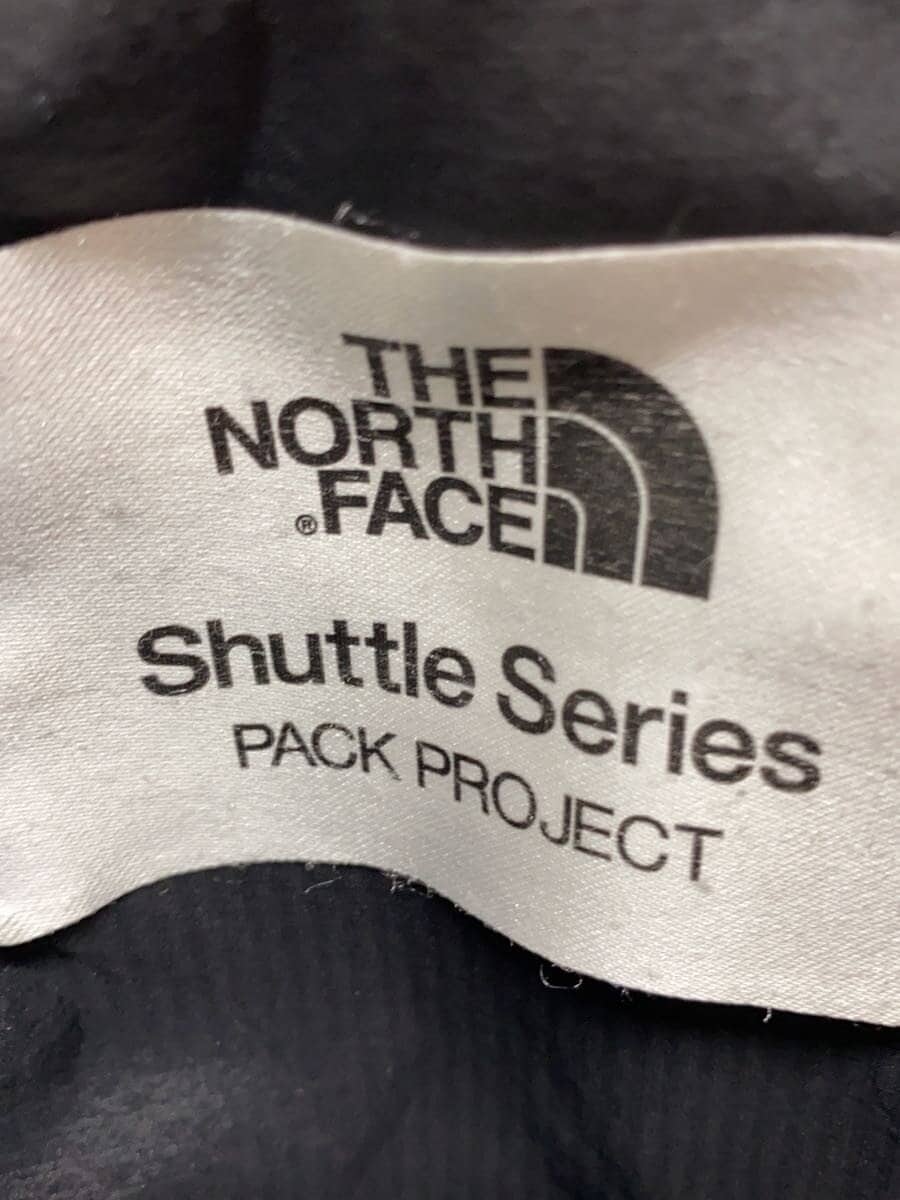 THE
NORTH
®FACE
Shuttle Series
PACK PROJECT